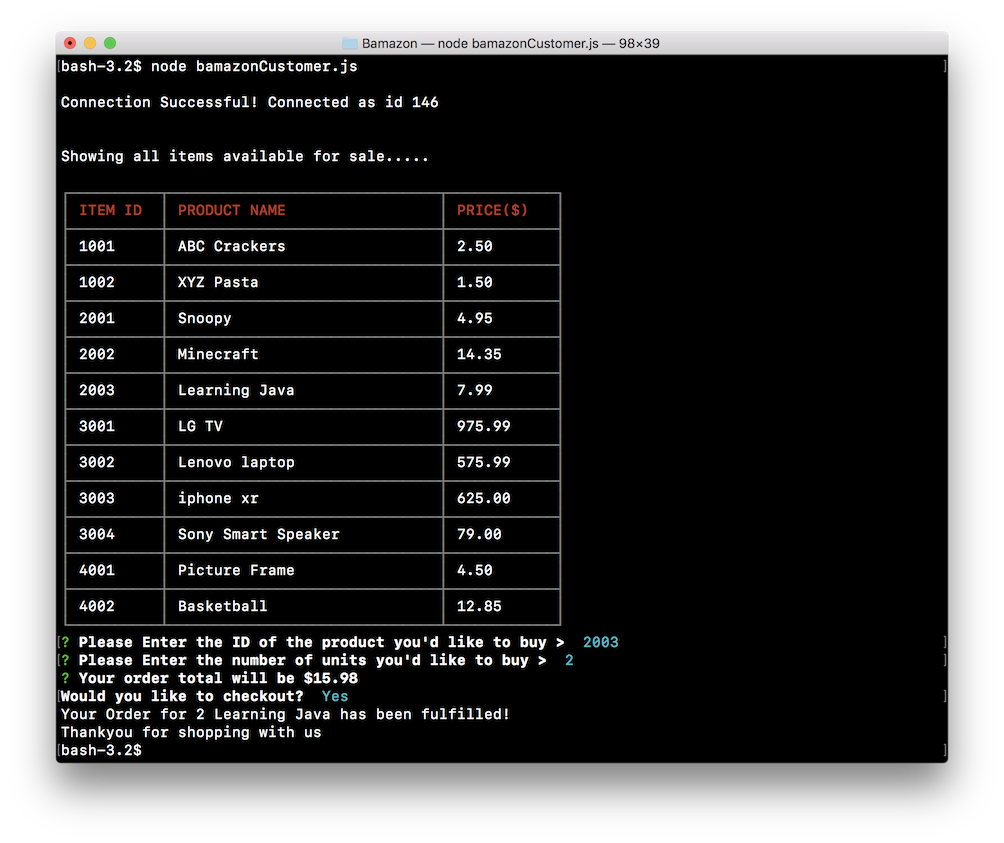 Bamazon — node bamazonCustomer.js — 98×39
[bash-3.2$ node bamazonCustomer.js ]
Connection Successful! Connected as id 146
Showing all items available for sale.....
ITEM ID PRODUCT NAME PRICE($)
1001 ABC Crackers 2.50
1002 XYZ Pasta 1.50
2001 Snoopy 4.95
2002 Minecraft 14.35
2003 Learning Java 7.99
3001 LG TV 975.99
3002 Lenovo laptop 575.99
3003 iphone xr 625.00
3004 Sony Smart Speaker 79.00
4001 Picture Frame 4.50
4002 Basketball 12.85
[? Please Enter the ID of the product you'd like to buy > 2003 ]
[? Please Enter the number of units you'd like to buy > 2 ]
? Your order total will be $15.98
[Would you like to checkout? Yes ]
Your Order for 2 Learning Java has been fulfilled!
Thankyou for shopping with us
[bash-3.2$ ]